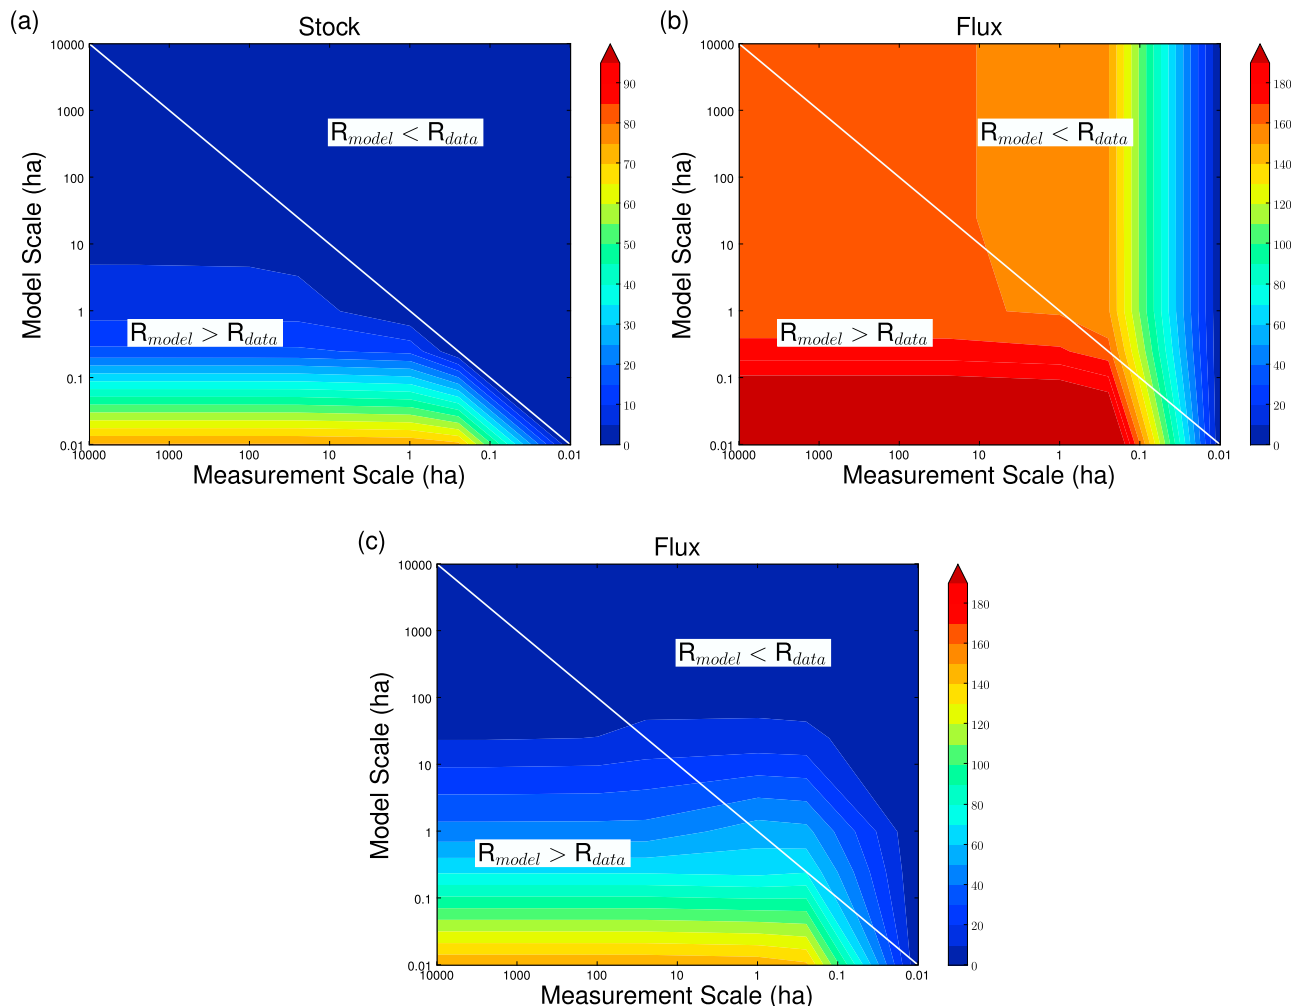 (a)
Stock
10000
1000
100
10
1
0.1
0.01
Model Scale (ha)
R_model < R_data
R_model > R_data
10000 1000 100 10 1 0.1 0.01
Measurement Scale (ha)
90
80
70
60
50
40
30
20
10
0
(b)
Flux
10000
1000
100
10
1
0.1
0.01
Model Scale (ha)
R_model < R_data
R_model > R_data
10000 1000 100 10 1 0.1 0.01
Measurement Scale (ha)
180
160
140
120
100
80
60
40
20
0
(c)
Flux
10000
1000
100
10
1
0.1
0.01
Model Scale (ha)
R_model < R_data
R_model > R_data
10000 1000 100 10 1 0.1 0.01
Measurement Scale (ha)
180
160
140
120
100
80
60
40
20
0